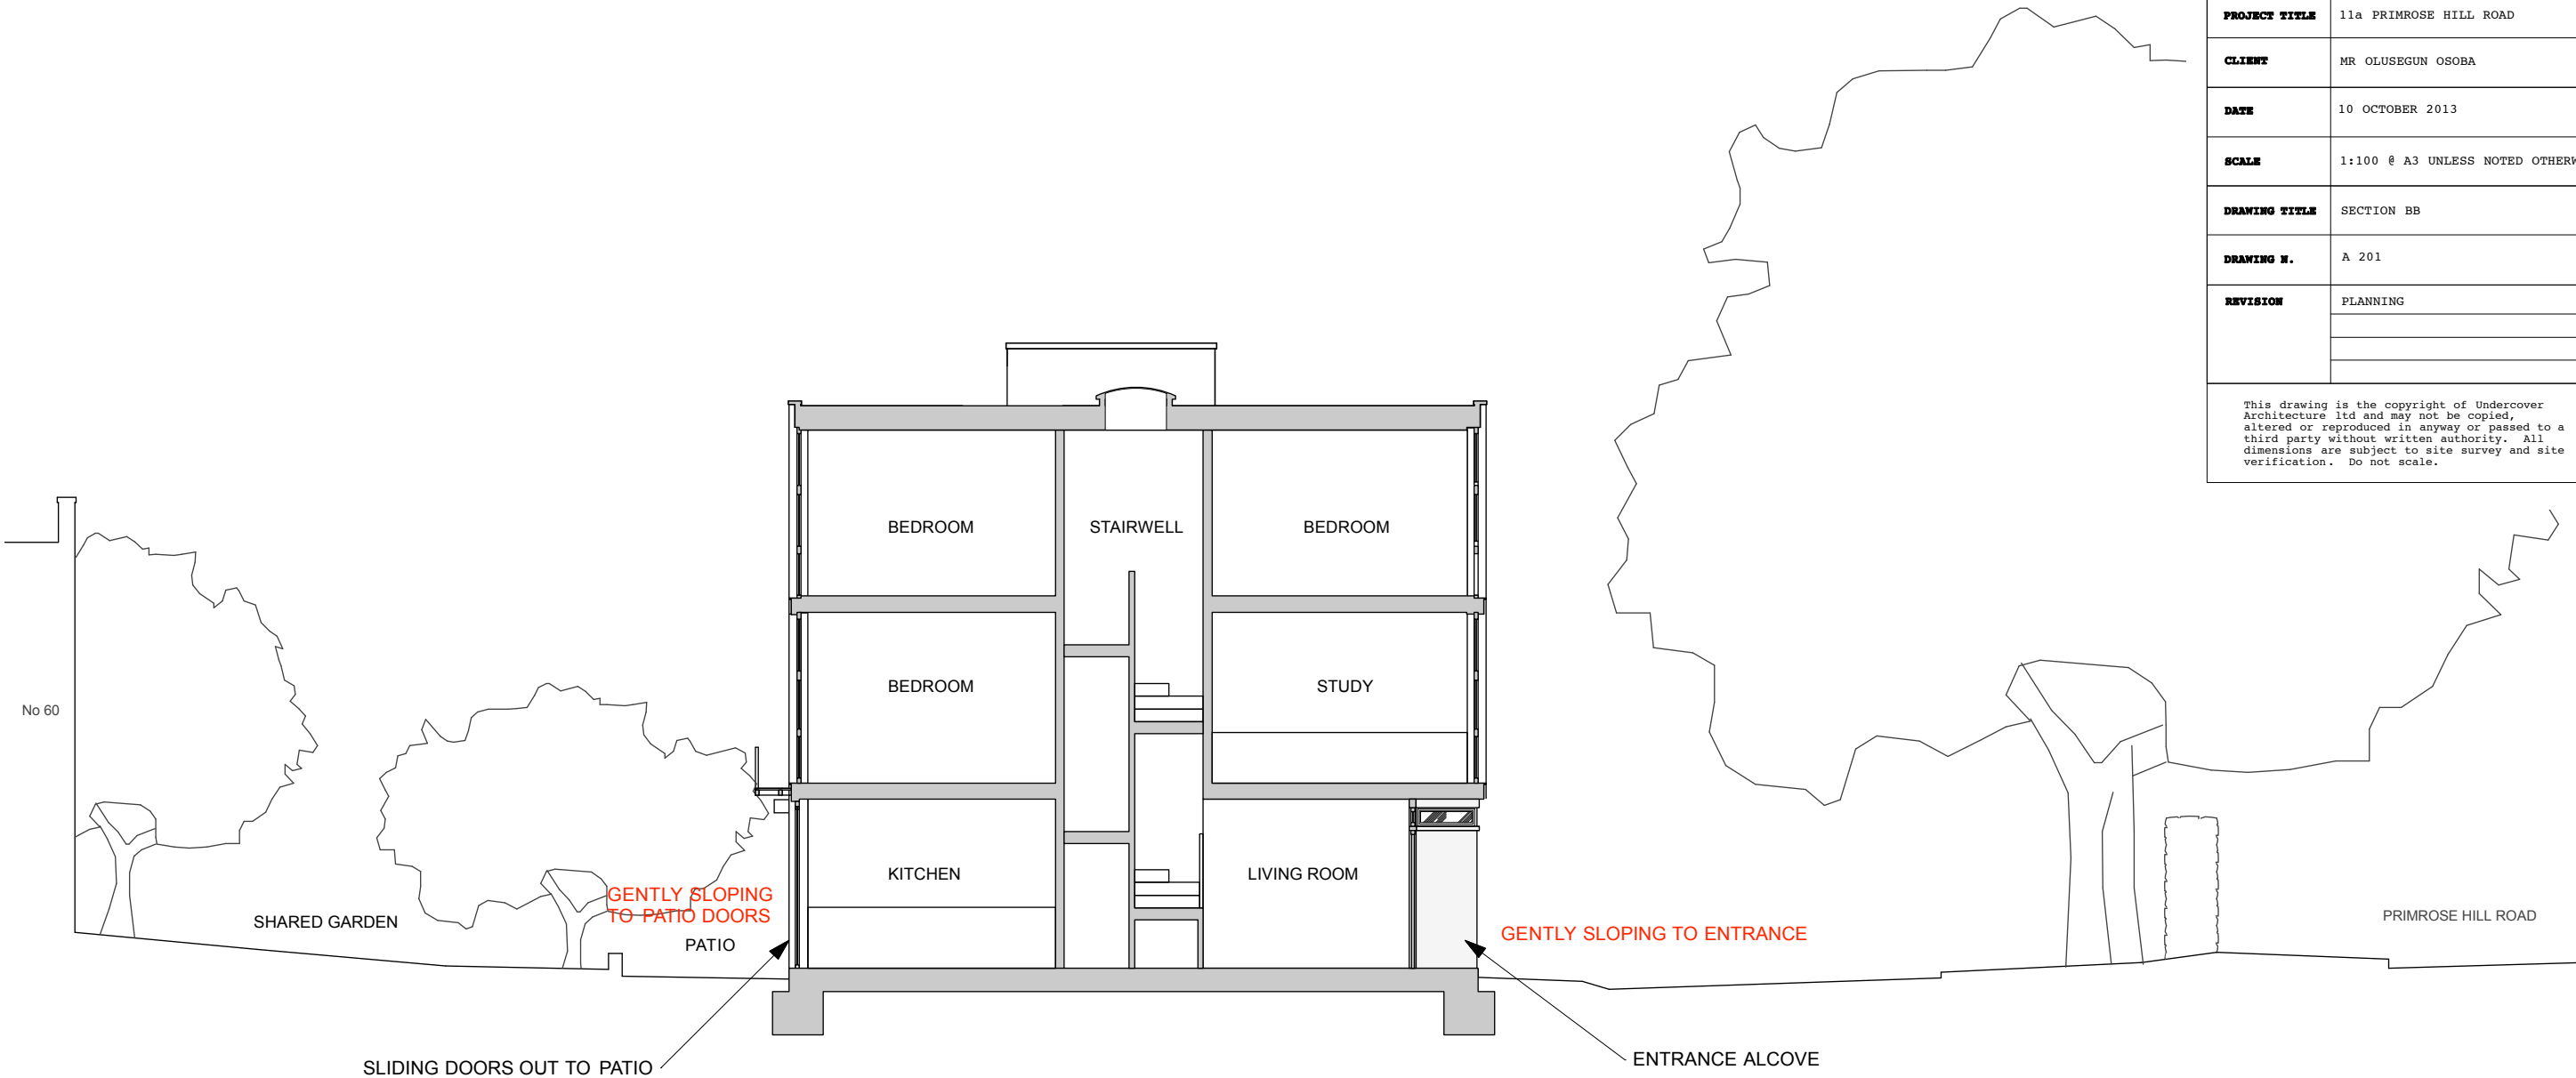 PROJECT TITLE 11a PRIMROSE HILL ROAD
CLIENT MR OLUSEGUN OSOBA
DATE 10 OCTOBER 2013
SCALE 1:100 @ A3 UNLESS NOTED OTHERW
DRAWING TITLE SECTION BB
DRAWING N. A 201
REVISION PLANNING
This drawing is the copyright of Undercover
Architecture ltd and may not be copied,
altered or reproduced in anyway or passed to a
third party without written authority. All
dimensions are subject to site survey and site
verification. Do not scale.
BEDROOM
STAIRWELL
BEDROOM
BEDROOM
STUDY
No 60
KITCHEN
LIVING ROOM
GENTLY SLOPING
TO PATIO DOORS
SHARED GARDEN
PATIO
GENTLY SLOPING TO ENTRANCE
PRIMROSE HILL ROAD
SLIDING DOORS OUT TO PATIO
ENTRANCE ALCOVE